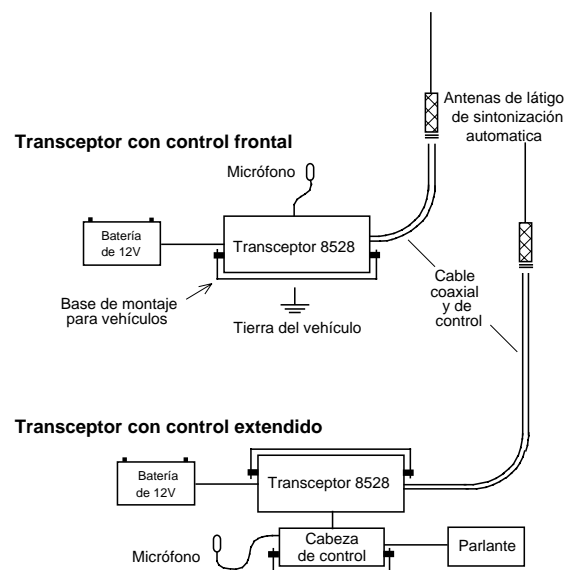 Antenas de látigo
de sintonización
automatica
Transceptor con control frontal
Micrófono
Batería
de 12V
Transceptor 8528
Cable
coaxial
y de
control
Base de montaje
para vehículos
Tierra del vehículo
Transceptor con control extendido
Batería
de 12V
Transceptor 8528
Micrófono
Cabeza
de control
Parlante